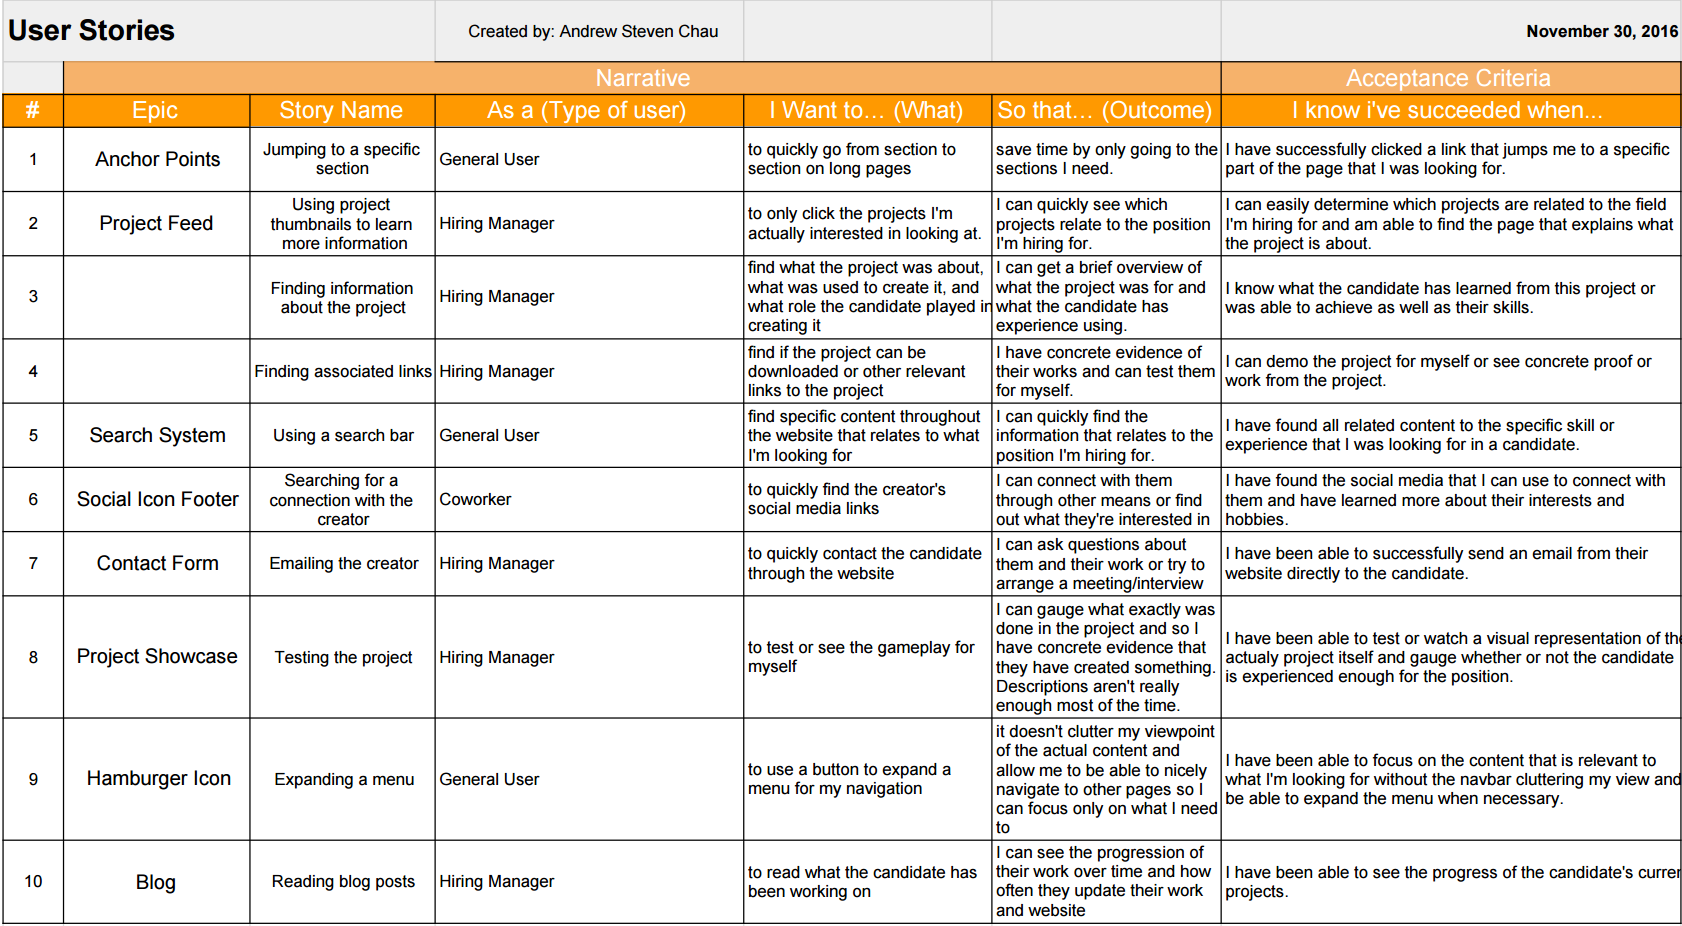 User Stories
Created by: Andrew Steven Chau
November 30, 2016
Narrative
Acceptance Criteria
#
Epic
Story Name
As a (Type of user)
I Want to... (What)
So that... (Outcome)
I know i've succeeded when...
1
Anchor Points
Jumping to a specific
section
General User
to quickly go from section to
section on long pages
save time by only going to the
sections I need.
I have successfully clicked a link that jumps me to a specific
part of the page that I was looking for.
2
Project Feed
Using project
thumbnails to learn
more information
Hiring Manager
to only click the projects I'm
actually interested in looking at.
I can quickly see which
projects relate to the position
I'm hiring for.
I can easily determine which projects are related to the field
I'm hiring for and am able to find the page that explains what
the project is about.
3
Finding information
about the project
Hiring Manager
find what the project was about,
what was used to create it, and
what role the candidate played in
creating it
I can get a brief overview of
what the project was for and
what the candidate has
experience using.
I know what the candidate has learned from this project or
was able to achieve as well as their skills.
4
Finding associated links
Hiring Manager
find if the project can be
downloaded or other relevant
links to the project
I have concrete evidence of
their works and can test them
for myself.
I can demo the project for myself or see concrete proof or
work from the project.
5
Search System
Using a search bar
General User
find specific content throughout
the website that relates to what
I'm looking for
I can quickly find the
information that relates to the
position I'm hiring for.
I have found all related content to the specific skill or
experience that I was looking for in a candidate.
6
Social Icon Footer
Searching for a
connection with the
creator
Coworker
to quickly find the creator's
social media links
I can connect with them
through other means or find
out what they're interested in
I have found the social media that I can use to connect with
them and have learned more about their interests and
hobbies.
7
Contact Form
Emailing the creator
Hiring Manager
to quickly contact the candidate
through the website
I can ask questions about
them and their work or try to
arrange a meeting/interview
I have been able to successfully send an email from their
website directly to the candidate.
8
Project Showcase
Testing the project
Hiring Manager
to test or see the gameplay for
myself
I can gauge what exactly was
done in the project and so I
have concrete evidence that
they have created something.
Descriptions aren't really
enough most of the time.
I have been able to test or watch a visual representation of the
actualy project itself and gauge whether or not the candidate
is experienced enough for the position.
9
Hamburger Icon
Expanding a menu
General User
to use a button to expand a
menu for my navigation
it doesn't clutter my viewpoint
of the actual content and
allow me to be able to nicely
navigate to other pages so I
can focus only on what I need
to
I have been able to focus on the content that is relevant to
what I'm looking for without the navbar cluttering my view and
be able to expand the menu when necessary.
10
Blog
Reading blog posts
Hiring Manager
to read what the candidate has
been working on
I can see the progression of
their work over time and how
often they update their work
and website
I have been able to see the progress of the candidate's currer
projects.